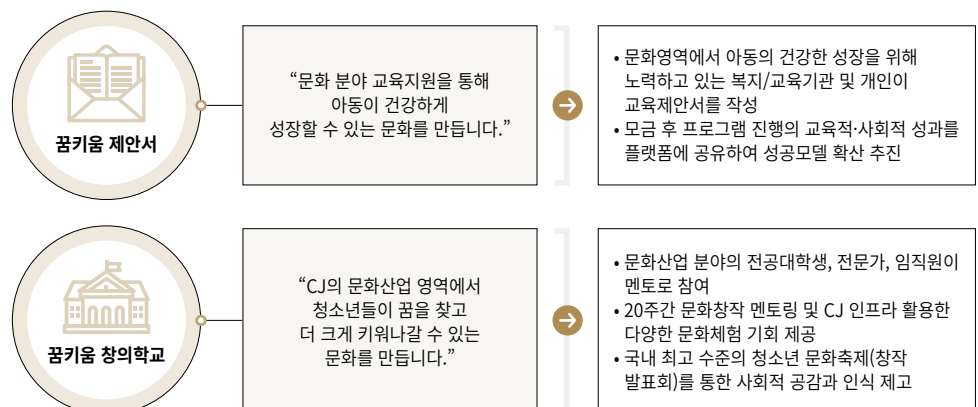 꿈키움 제안서
“문화 분야 교육지원을 통해
아동이 건강하게
성장할 수 있는 문화를 만듭니다.”
• 문화영역에서 아동의 건강한 성장을 위해
노력하고 있는 복지/교육기관 및 개인이
교육제안서를 작성
• 모금 후 프로그램 진행의 교육적·사회적 성과를
플랫폼에 공유하여 성공모델 확산 추진
꿈키움 창의학교
“CJ의 문화산업 영역에서
청소년들이 꿈을 찾고
더 크게 키워나갈 수 있는
문화를 만듭니다.”
• 문화산업 분야의 전공대학생, 전문가, 임직원이
멘토로 참여
• 20주간 문화창작 멘토링 및 CJ 인프라 활용한
다양한 문화체험 기회 제공
• 국내 최고 수준의 청소년 문화축제(창작
발표회)를 통한 사회적 공감과 인식 제고